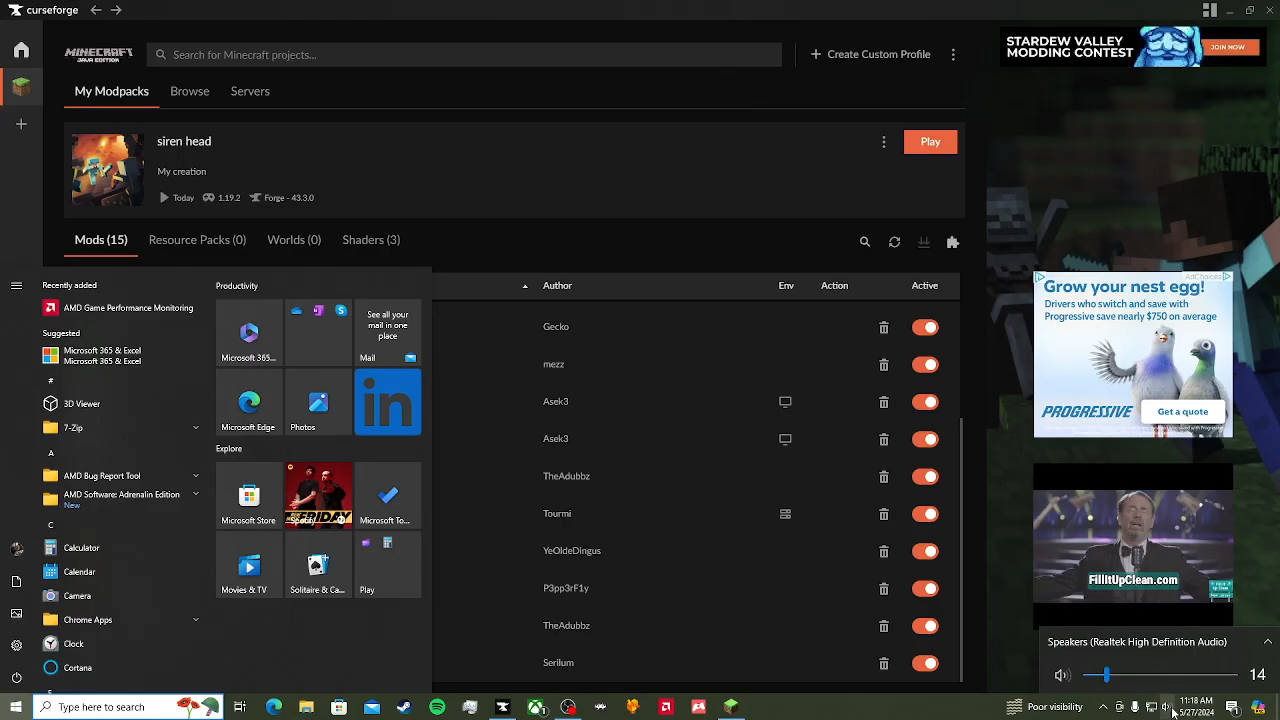 curseforge
MINECRAFT
JAVA EDITION
Search for Minecraft projects...
Create Custom Profile
STARDEW VALLEY
MODDING CONTEST
JOIN NOW
My Modpacks
Browse
Servers
siren head
Play
My creation
Today
1.19.2
Forge - 43.3.0
Mods (15)
Resource Packs (0)
Worlds (0)
Shaders (3)
Author
Env
Action
Active
Gecko
mezz
Asek3
Asek3
TheAdubbz
Tourmi
YeOldeDingus
P3pp3rF1y
TheAdubbz
Serilum
Recently added
AMD Queue Performance Monitoring
Suggested
Microsoft 365 & Excel
Microsoft 365 & Excel
#
3D Viewer
7-Zip
A
AMD Bug Report Tool
AMD Software: Adrenalin Edition
New
C
Calculator
Calendar
Camera
Chrome Apps
Clock
Cortana
Productivity
Microsoft 365...
See all your
mail in one
place
Mail
Microsoft Edge
Photos
in
Explore
Microsoft Store
FRIDAY
Microsoft To...
Movies & TV
Solitaire & Ca...
Play
AdChoices
Grow your nest egg!
Drivers who switch and save with
Progressive save nearly $750 on average
PROGRESSIVE
Get a quote
FillItUpClean.com
Speakers (Realtek High Definition Audio)
14
Type here to search
11:18 AM
5/27/2024